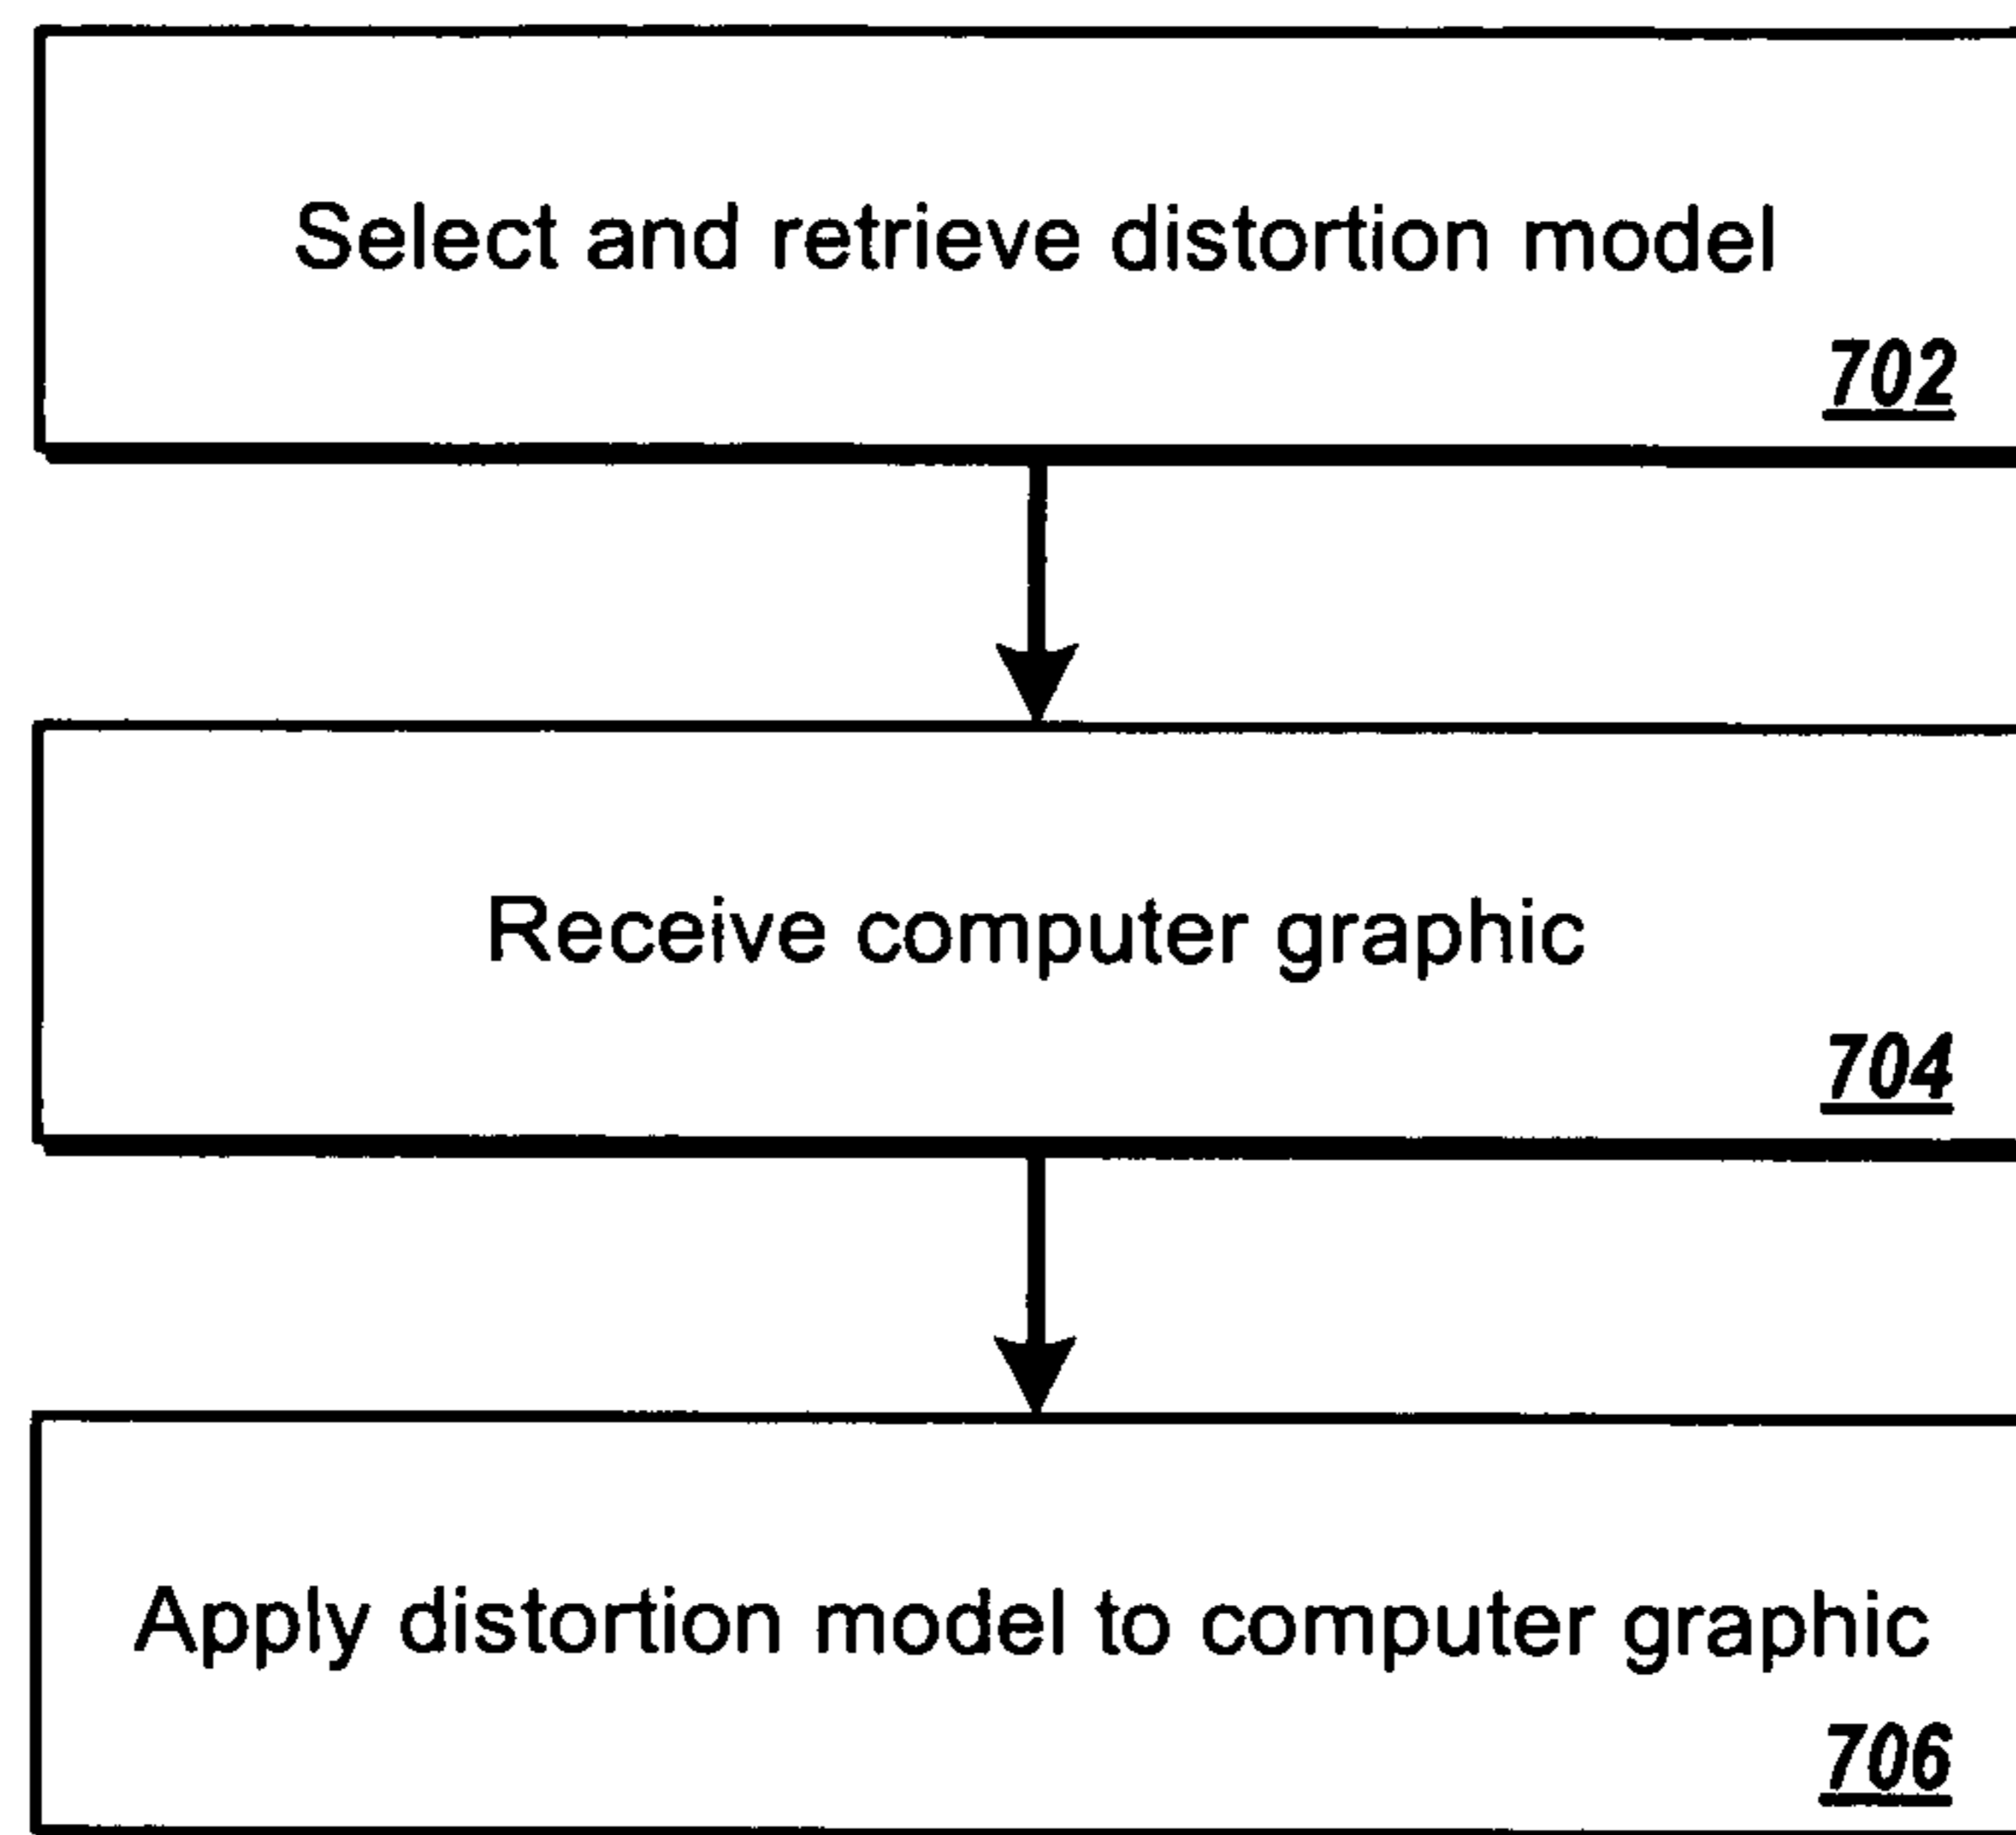 Select and retrieve distortion model
702
Receive computer graphic
704
Apply distortion model to computer graphic
706